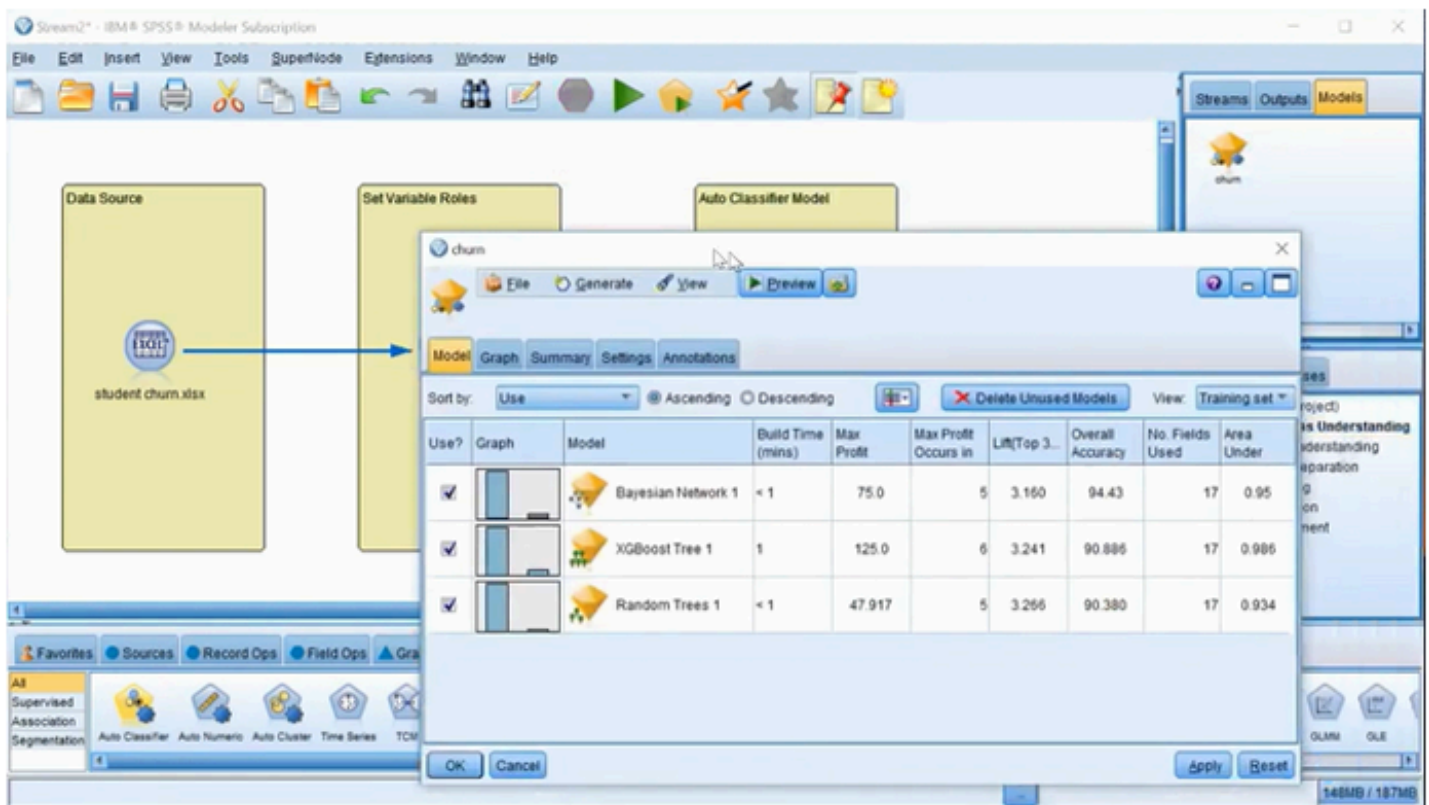 Stream2* - IBM® SPSS® Modeler Subscription
File Edit Insert View Tools SuperNode Extensions Window Help
Streams Outputs Models
churn
Data Source
Set Variable Roles
Auto Classifier Model
EXCEL
student churn.xlsx
churn
File Generate View Preview
Model Graph Summary Settings Annotations
Sort by: Use Ascending Descending Delete Unused Models View: Training set
Use? Graph Model Build Time (mins) Max Profit Max Profit Occurs in Lift(Top 3... Overall Accuracy No. Fields Used Area Under
Bayesian Network 1 < 1 75.0 5 3.160 94.43 17 0.95
XGBoost Tree 1 1 125.0 6 3.241 90.886 17 0.986
Random Trees 1 < 1 47.917 5 3.266 90.380 17 0.934
OK Cancel Apply Reset
ses
roject)
ss Understanding
derstanding
eparation
g
on
ment
Favorites Sources Record Ops Field Ops Gra
All
Supervised
Association
Segmentation
Auto Classifier Auto Numeric Auto Cluster Time Series TCM
GLMM GLE
148MB / 187MB